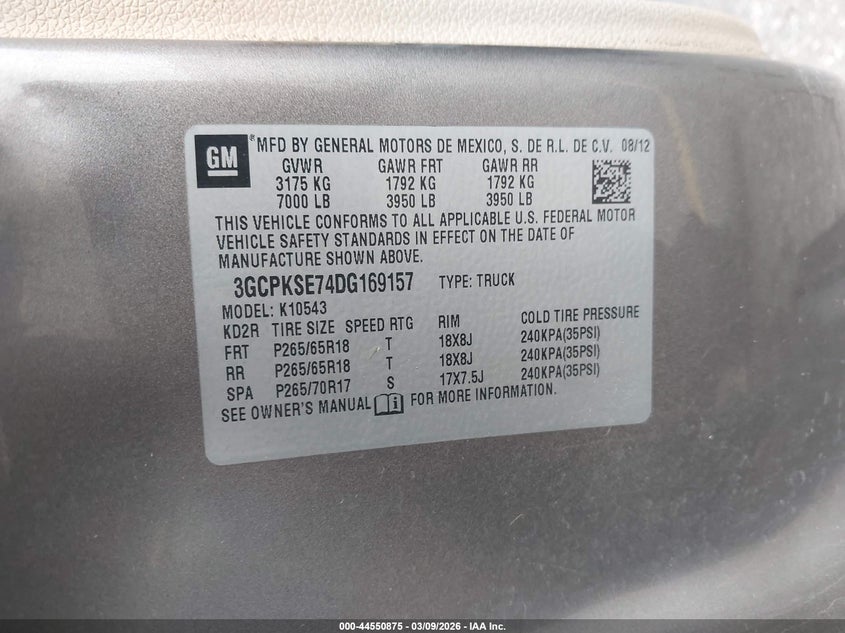 GM ® MFD BY GENERAL MOTORS DE MEXICO, S. DE R.L. DE C.V. 08/12
GVWR GAWR FRT GAWR RR
3175 KG 1792 KG 1792 KG
7000 LB 3950 LB 3950 LB
THIS VEHICLE CONFORMS TO ALL APPLICABLE U.S. FEDERAL MOTOR
VEHICLE SAFETY STANDARDS IN EFFECT ON THE DATE OF
MANUFACTURE SHOWN ABOVE.
3GCPKSE74DG169157 TYPE: TRUCK
MODEL: K10543
KD2R TIRE SIZE SPEED RTG RIM COLD TIRE PRESSURE
FRT P265/65R18 T 18X8J 240KPA(35PSI)
RR P265/65R18 T 18X8J 240KPA(35PSI)
SPA P265/70R17 S 17X7.5J 240KPA(35PSI)
SEE OWNER'S MANUAL i FOR MORE INFORMATION.
000-44550875 - 03/09/2026 - IAA Inc.